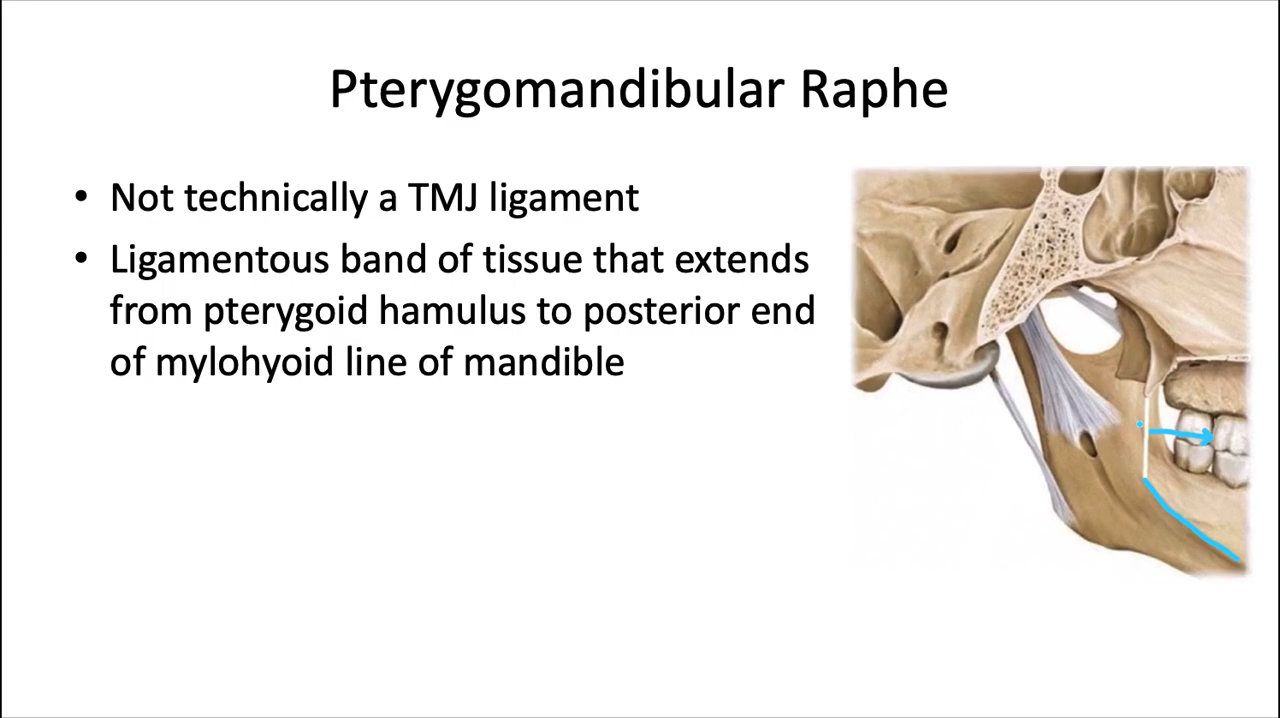 Pterygomandibular Raphe
• Not technically a TMJ ligament
• Ligamentous band of tissue that extends
from pterygoid hamulus to posterior end
of mylohyoid line of mandible